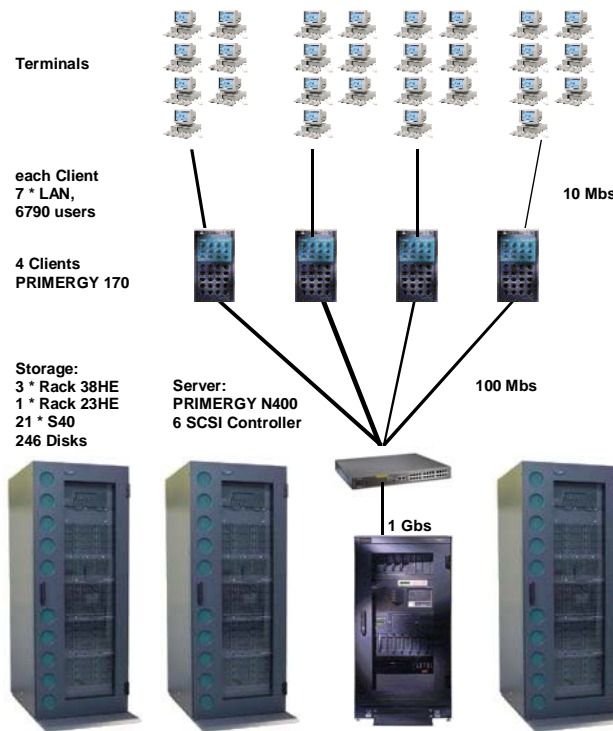 Terminals
each Client
7 * LAN,
6790 users
10 Mbs
4 Clients
PRIMERGY 170
Storage:
3 * Rack 38HE
1 * Rack 23HE
21 * S40
246 Disks
Server:
PRIMERGY N400
6 SCSI Controller
100 Mbs
1 Gbs